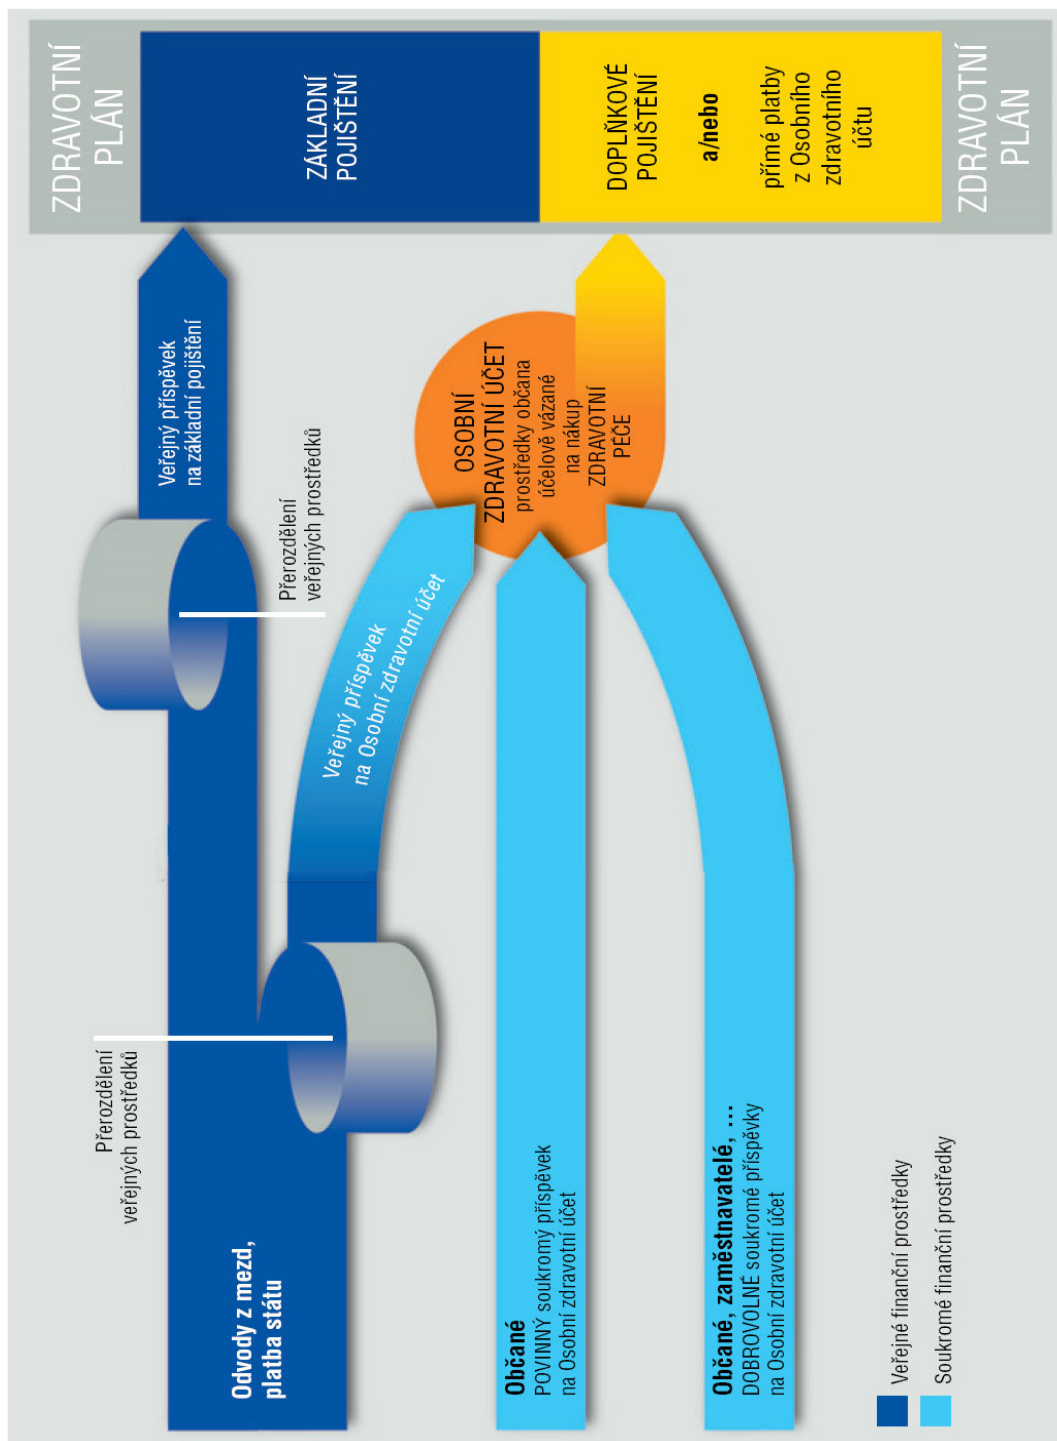 ZDRAVOTNÍ
PLÁN
ZÁKLADNÍ
POJIŠTĚNÍ
DOPLŇKOVÉ
POJIŠTĚNÍ
a/nebo
přímé platby
z Osobního
zdravotního
účtu
ZDRAVOTNÍ
PLÁN
Veřejný příspěvek
na základní pojištění
Přerozdělení
veřejných prostředků
OSOBNÍ
ZDRAVOTNÍ ÚČET
prostředky občana
účelově vázané
na nákup
ZDRAVOTNÍ
PÉČE
Veřejný příspěvek
na Osobní zdravotní účet
Přerozdělení
veřejných prostředků
Odvody z mezd,
platba státu
Občané
POVINNÝ soukromý příspěvek
na Osobní zdravotní účet
Občané, zaměstnavatelé, ...
DOBROVOLNÉ soukromé příspěvky
na Osobní zdravotní účet
Veřejné finanční prostředky
Soukromé finanční prostředky